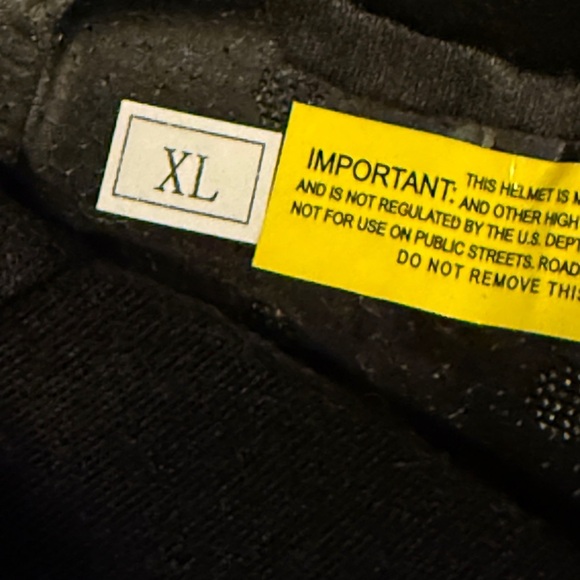 XL
IMPORTANT: THIS HELMET IS
AND IS NOT REGULATED BY THE U.S. DEPT
AND OTHER HIGH
NOT FOR USE ON PUBLIC STREETS. ROAD
DO NOT REMOVE THIS